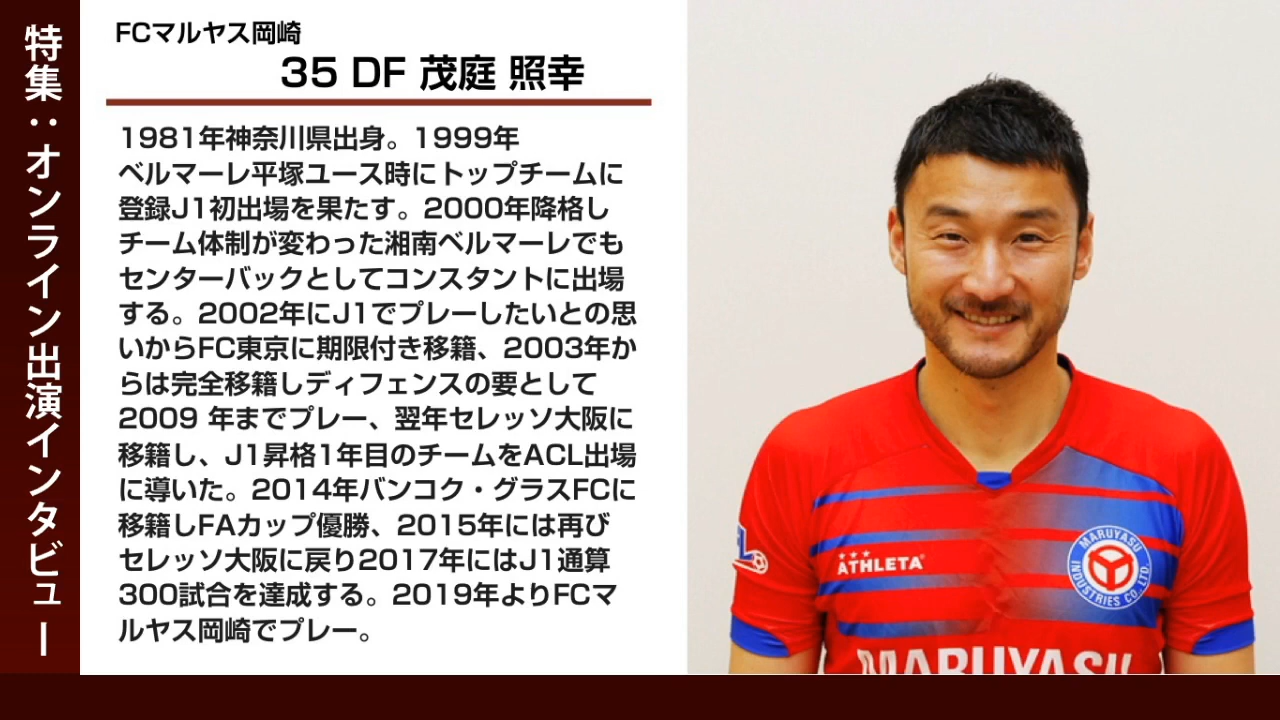 特集：オンライン出演インタビュー
FCマルヤス岡崎
35 DF 茂庭 照幸
1981年神奈川県出身。1999年
ベルマーレ平塚ユース時にトップチームに
登録J1初出場を果たす。2000年降格し
チーム体制が変わった湘南ベルマーレでも
センターバックとしてコンスタントに出場
する。2002年にJ1でプレーしたいとの思
いからFC東京に期限付き移籍、2003年か
らは完全移籍しディフェンスの要として
2009 年までプレー、翌年セレッソ大阪に
移籍し、J1昇格1年目のチームをACL出場
に導いた。2014年バンコク・グラスFCに
移籍しFAカップ優勝、2015年には再び
セレッソ大阪に戻り2017年にはJ1通算
300試合を達成する。2019年よりFCマ
ルヤス岡崎でプレー。
ATHLETA
MARUYASU
INDUSTRIES CO., LTD.
MARUYASU